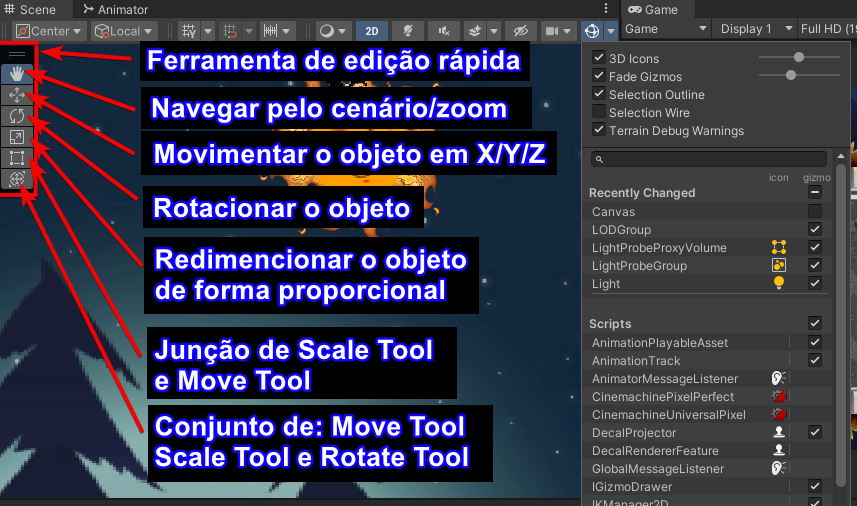 Scene
Animator
Game
Center
Local
2D
Game
Display 1
Full HD (19
Ferramenta de edição rápida
Navegar pelo cenário/zoom
Movimentar o objeto em X/Y/Z
Rotacionar o objeto
Redimencionar o objeto
de forma proporcional
Junção de Scale Tool
e Move Tool
Conjunto de: Move Tool
Scale Tool e Rotate Tool
3D Icons
Fade Gizmos
Selection Outline
Selection Wire
Terrain Debug Warnings
icon
gizmo
Recently Changed
Canvas
LODGroup
LightProbeProxyVolume
LightProbeGroup
Light
Scripts
AnimationPlayableAsset
AnimationTrack
AnimatorMessageListener
CinemachinePixelPerfect
CinemachineUniversalPixel
DecalProjector
DecalRendererFeature
GlobalMessageListener
IGizmoDrawer
IKManager2D